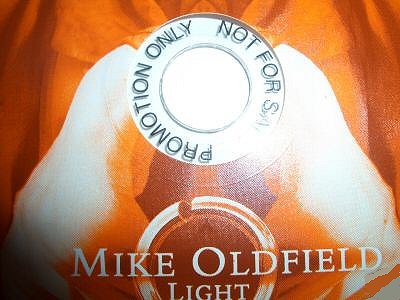 PROMOTION ONLY NOT FOR
MIKE OLDFIELD
LIGHT